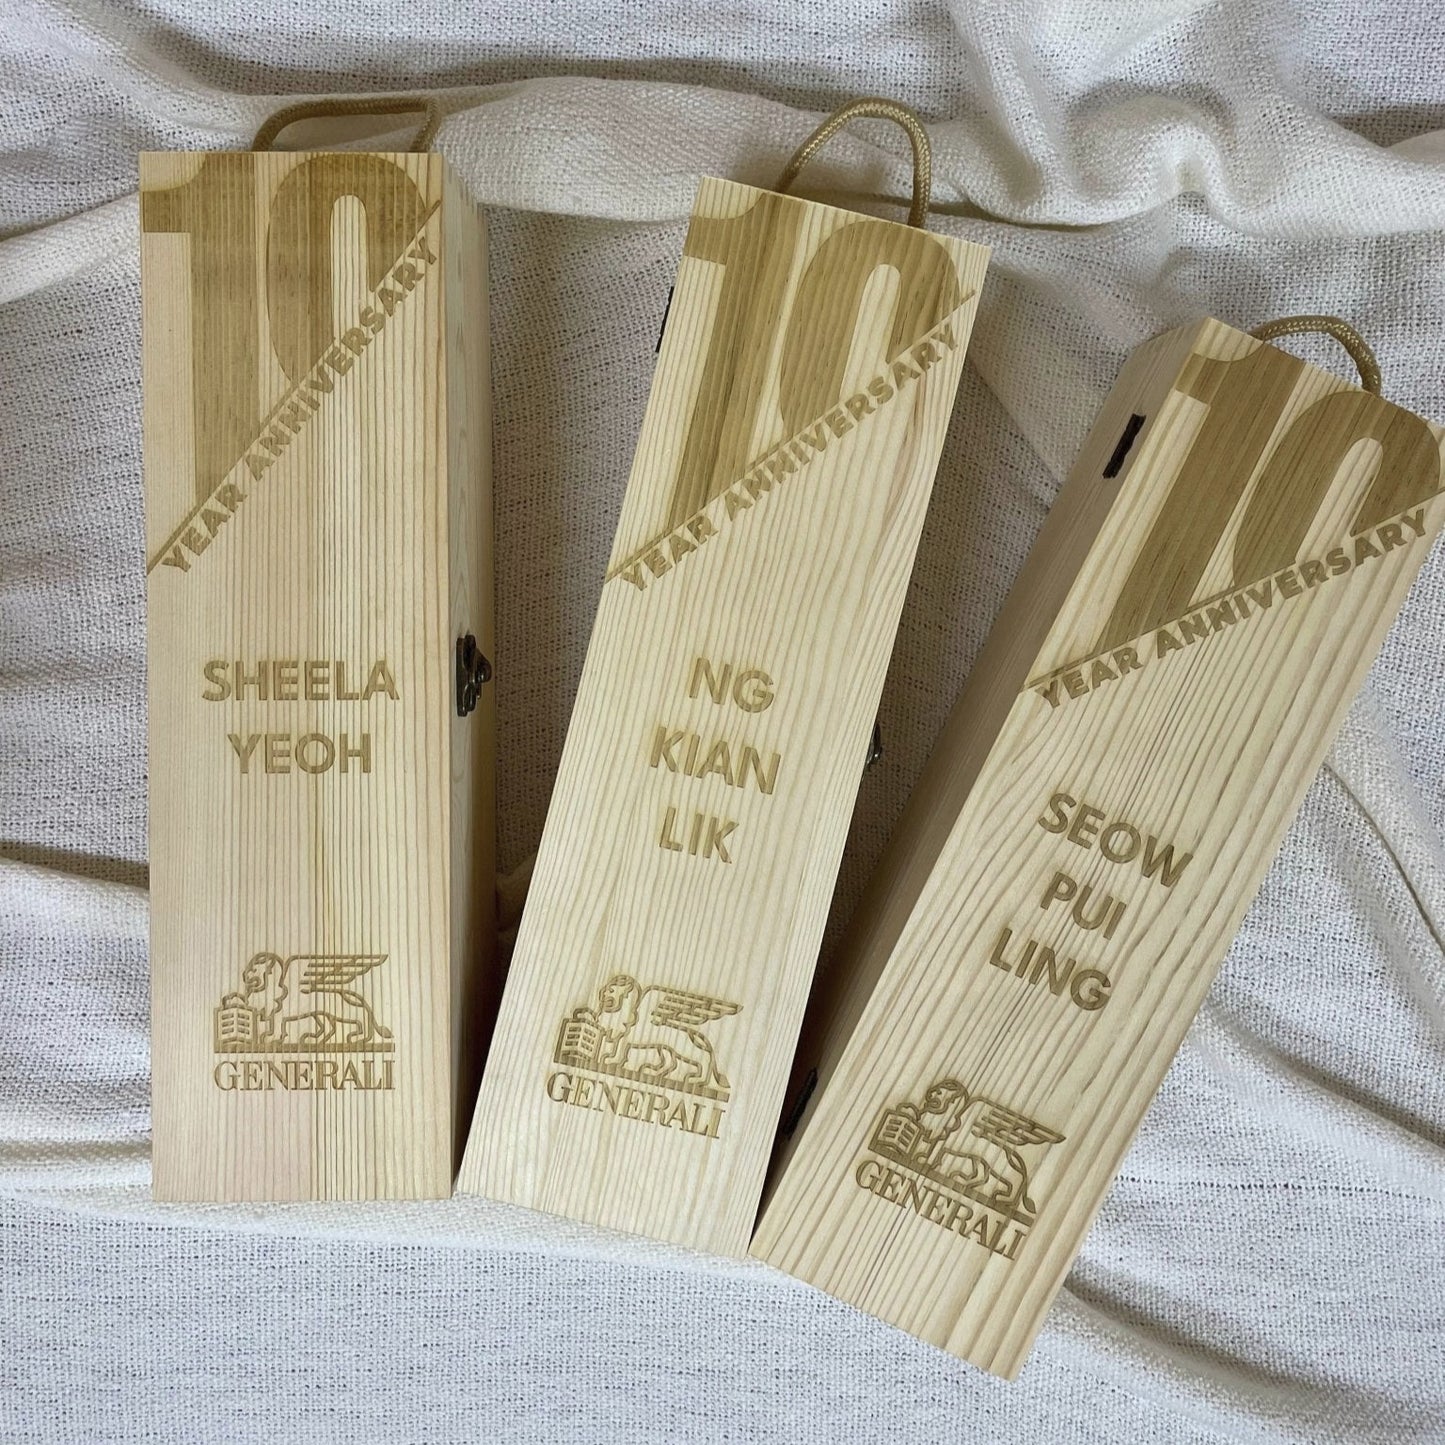 10
YEAR ANNIVERSARY
SHEELA
YEOH
GENERALI
10
YEAR ANNIVERSARY
NG
KIAN
LIK
GENERALI
10
YEAR ANNIVERSARY
SEOW
PUI
LING
GENERALI